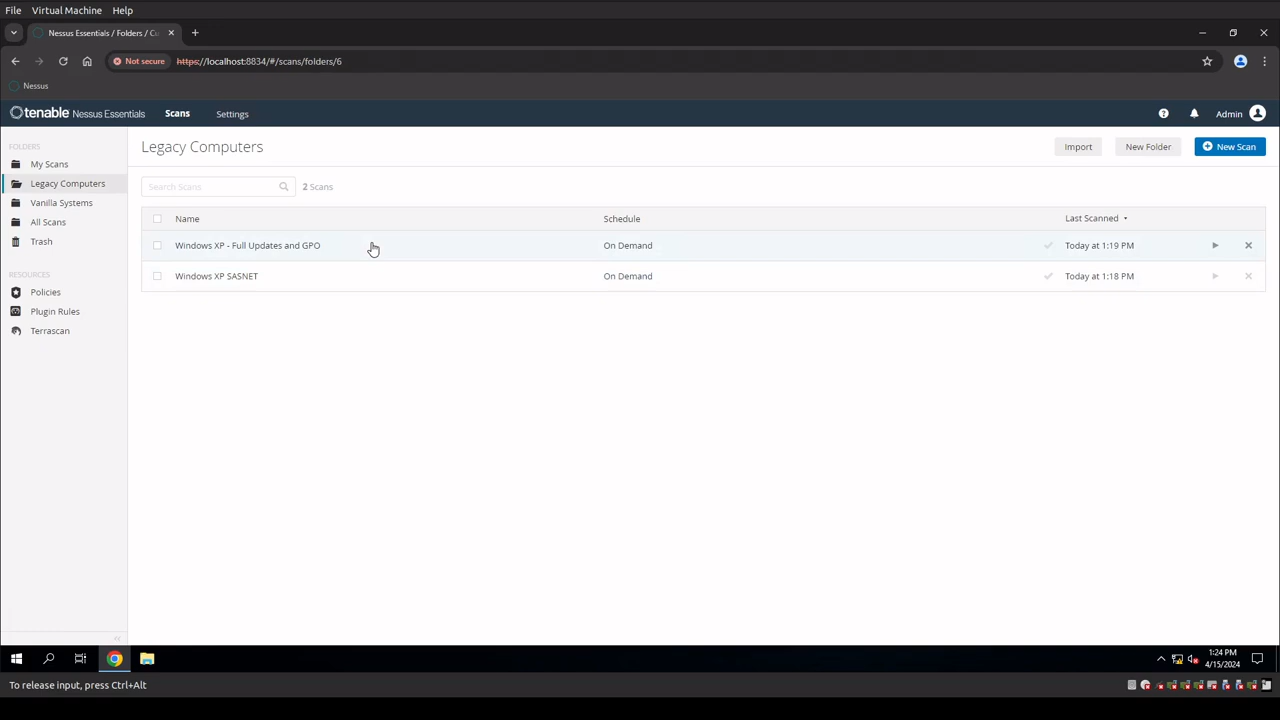 File Virtual Machine Help
Nessus Essentials / Folders / Cu
Not secure https://localhost:8834/#/scans/folders/6
Nessus
tenable Nessus Essentials Scans Settings Admin
FOLDERS
My Scans
Legacy Computers
Vanilla Systems
All Scans
Trash
RESOURCES
Policies
Plugin Rules
Terrascan
Legacy Computers Import New Folder New Scan
Search Scans 2 Scans
Name Schedule Last Scanned
Windows XP - Full Updates and GPO On Demand Today at 1:19 PM
Windows XP SASNET On Demand Today at 1:18 PM
1:24 PM
4/15/2024
To release input, press Ctrl+Alt